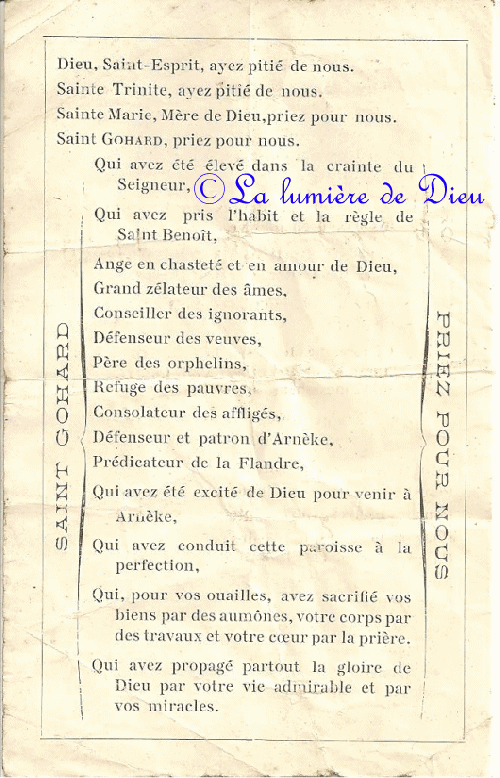 Dieu, Saint-Esprit, ayez pitié de nous.
Sainte Trinite, ayez pitié de nous.
Sainte Marie, Mère de Dieu,priez pour nous.
Saint GOHARD, priez pour nous.
Qui avez été élevé dans la crainte du
Seigneur,
© La lumière de Dieu
Qui avez pris l'habit et la règle de
Saint Benoît,
Ange en chasteté et en amour de Dieu,
Grand zélateur des âmes,
Conseiller des ignorants,
Défenseur des veuves,
Père des orphelins,
Refuge des pauvres,
Consolateur des affligés,
Défenseur et patron d'Arnèke,
Prédicateur de la Flandre,
Qui avez été excité de Dieu pour venir à
Arnèke,
Qui avez conduit cette paroisse à la
perfection,
Qui, pour vos ouailles, avez sacrifié vos
biens par des aumônes, votre corps par
des travaux et votre cœur par la prière.
Qui avez propagé partout la gloire de
Dieu par votre vie admirable et par
vos miracles.
SAINT GOHARD
PRIEZ POUR NOUS